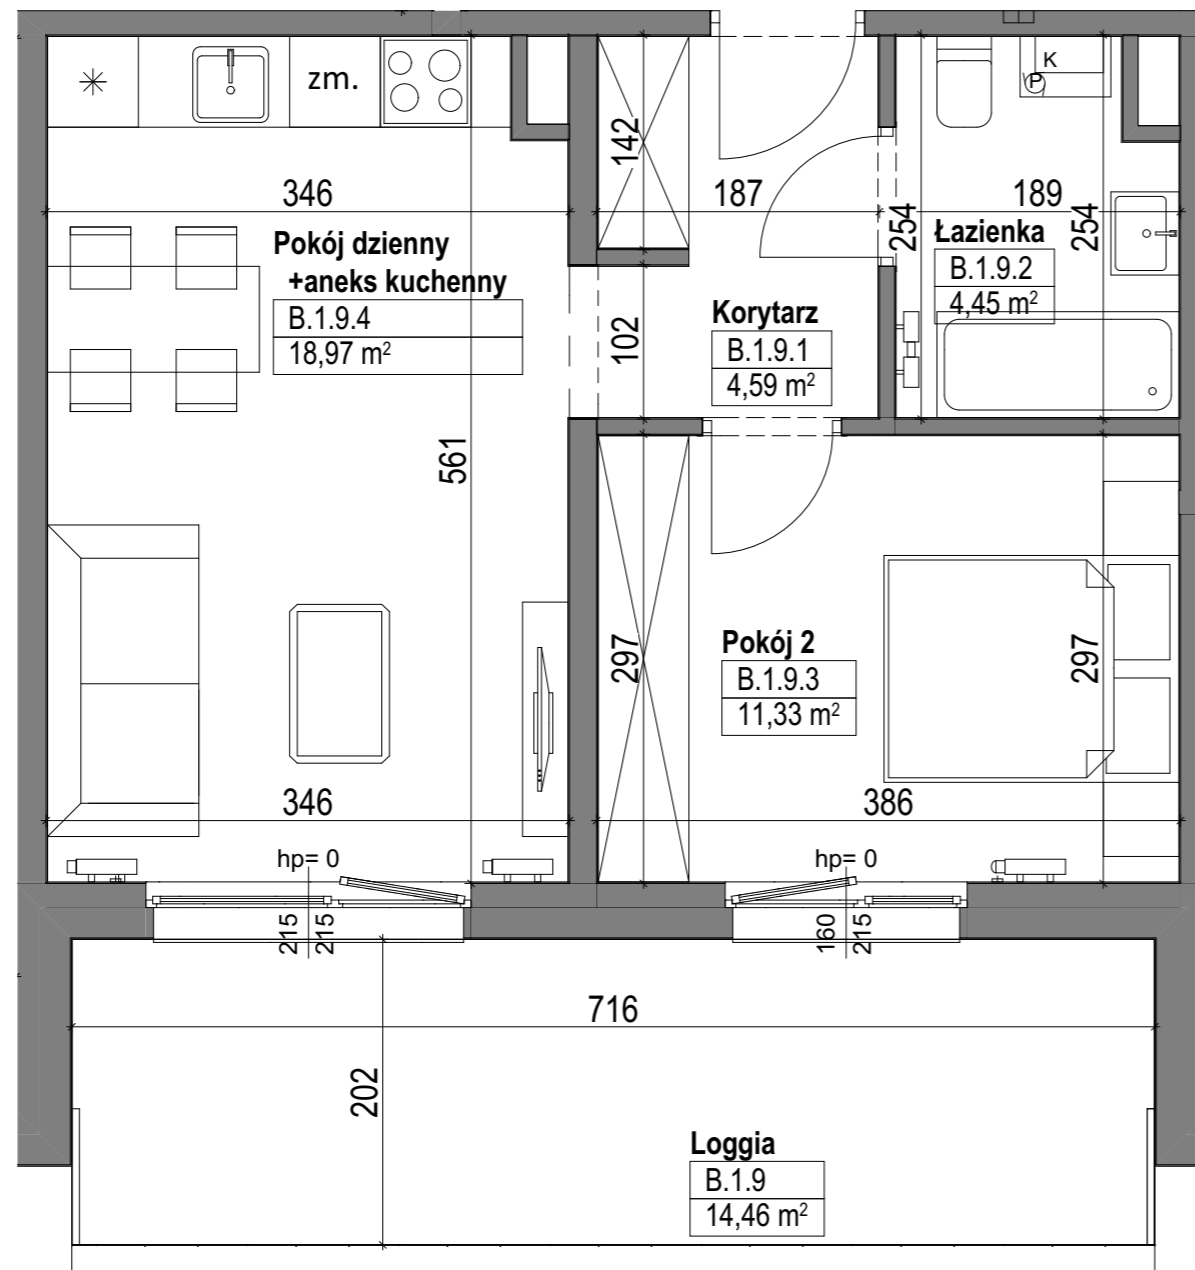 zm.
K
P
142
346
187
189
254
254
Pokój dzienny
+aneks kuchenny
B.1.9.4
18,97 m²
Łazienka
B.1.9.2
4,45 m²
Korytarz
B.1.9.1
4,59 m²
102
561
297
297
Pokój 2
B.1.9.3
11,33 m²
346
386
hp= 0
hp= 0
215
215
160
215
716
202
Loggia
B.1.9
14,46 m²